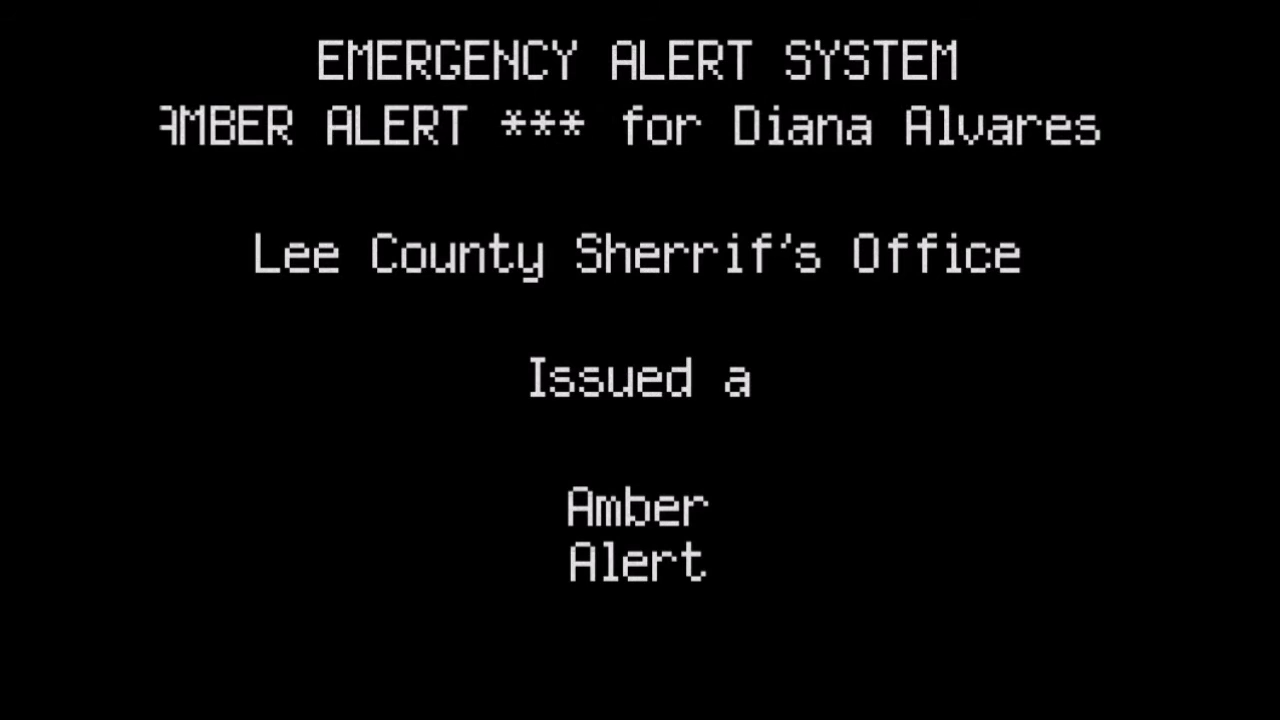 EMERGENCY ALERT SYSTEM
AMBER ALERT *** for Diana Alvares
Lee County Sherrif's Office
Issued a
Amber
Alert